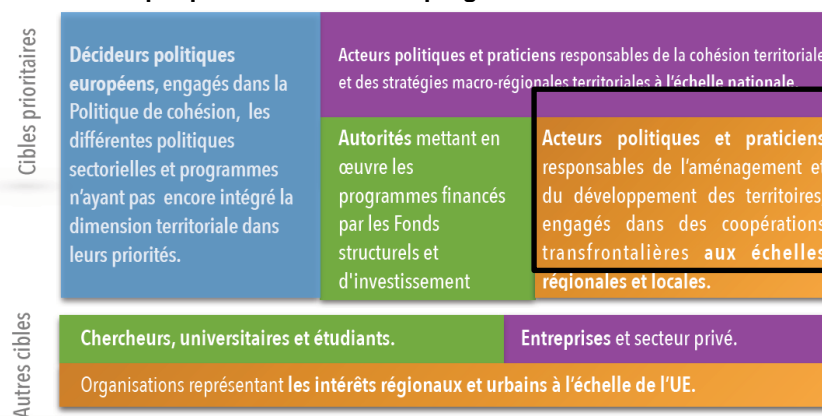 Cibles prioritaires
Décideurs politiques
européens, engagés dans la
Politique de cohésion, les
différentes politiques
sectorielles et programmes
n'ayant pas encore intégré la
dimension territoriale dans
leurs priorités.
Acteurs politiques et praticiens responsables de la cohésion territoriale
et des stratégies macro-régionales territoriales à l'échelle nationale.
Autorités mettant en
œuvre les
programmes financés
par les Fonds
structurels et
d'investissement
Acteurs politiques et praticiens
responsables de l'aménagement et
du développement des territoires
engagés dans des coopérations
transfrontalières aux échelles
régionales et locales.
Autres cibles
Chercheurs, universitaires et étudiants.
Entreprises et secteur privé.
Organisations représentant les intérêts régionaux et urbains à l'échelle de l'UE.